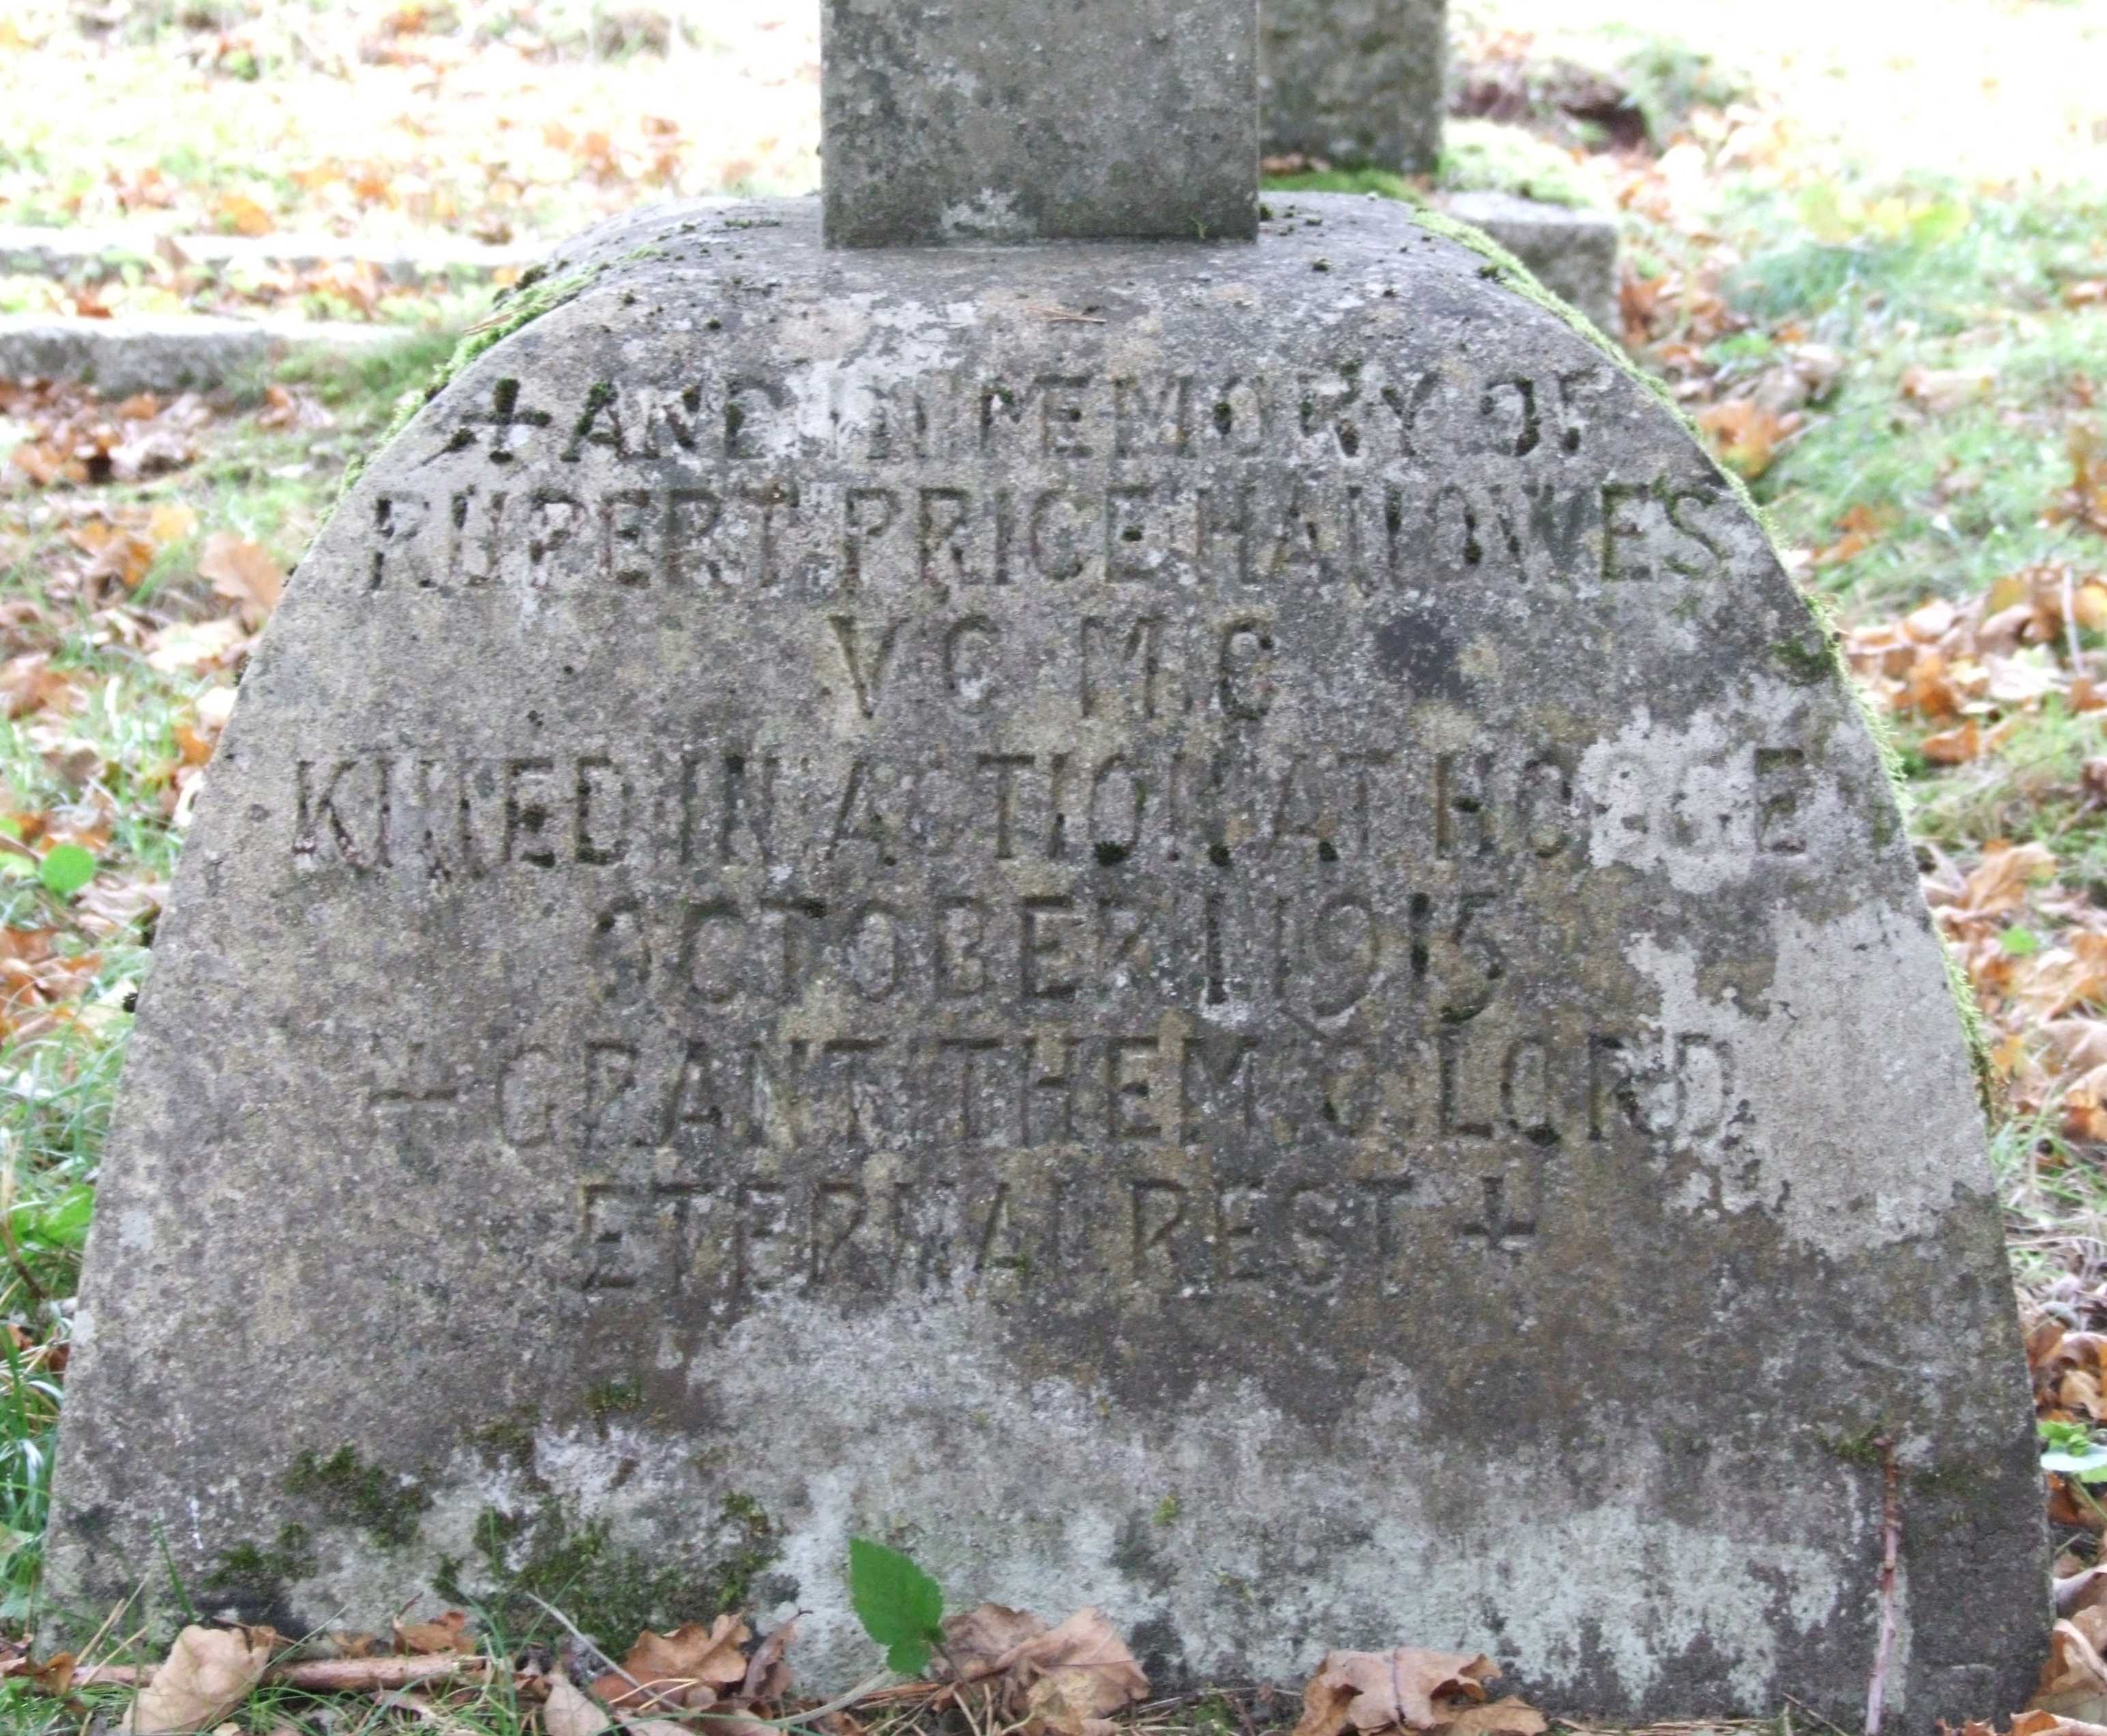 + AND IN MEMORY OF
RUPERT PRICE HALLOWES
V.C. M.C.
KILLED IN ACTION AT HOOGE
OCTOBER 1 1915
+ GRANT THEM O LORD
ETERNAL REST +